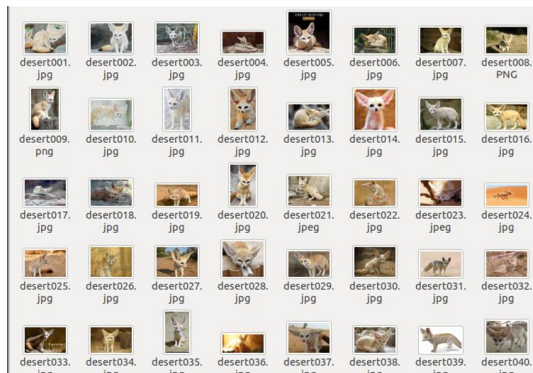 desert001. desert002. desert003. desert004. desert005. desert006. desert007. desert008.
jpg jpg jpg jpg jpg jpg jpg PNG
desert009. desert010. desert011. desert012. desert013. desert014. desert015. desert016.
png jpg jpg jpg jpg jpg jpg jpg
desert017. desert018. desert019. desert020. desert021. desert022. desert023. desert024.
jpg jpg jpg jpg jpeg jpg jpeg jpg
desert025. desert026. desert027. desert028. desert029. desert030. desert031. desert032.
jpg jpg jpg jpg jpg jpg jpg jpg
desert033. desert034. desert035. desert036. desert037. desert038. desert039. desert040.